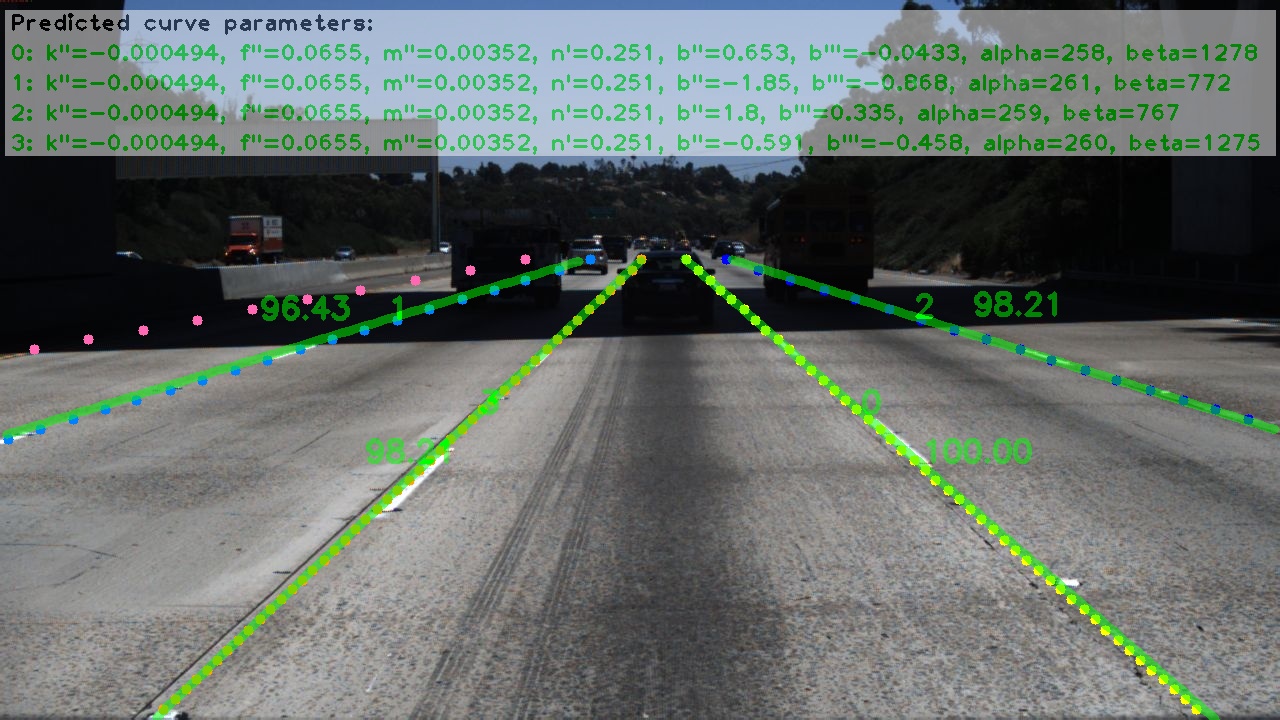 Predicted curve parameters:
0: k''=-0.000494, f''=0.0655, m''=0.00352, n'=0.251, b''=0.653, b'''=-0.0433, alpha=258, beta=1278
1: k''=-0.000494, f''=0.0655, m''=0.00352, n'=0.251, b''=-1.85, b'''=-0.868, alpha=261, beta=772
2: k''=-0.000494, f''=0.0655, m''=0.00352, n'=0.251, b''=1.8, b'''=0.335, alpha=259, beta=767
3: k''=-0.000494, f''=0.0655, m''=0.00352, n'=0.251, b''=-0.591, b'''=-0.458, alpha=260, beta=1275
96.43 1 2 98.21
3 0
100.00